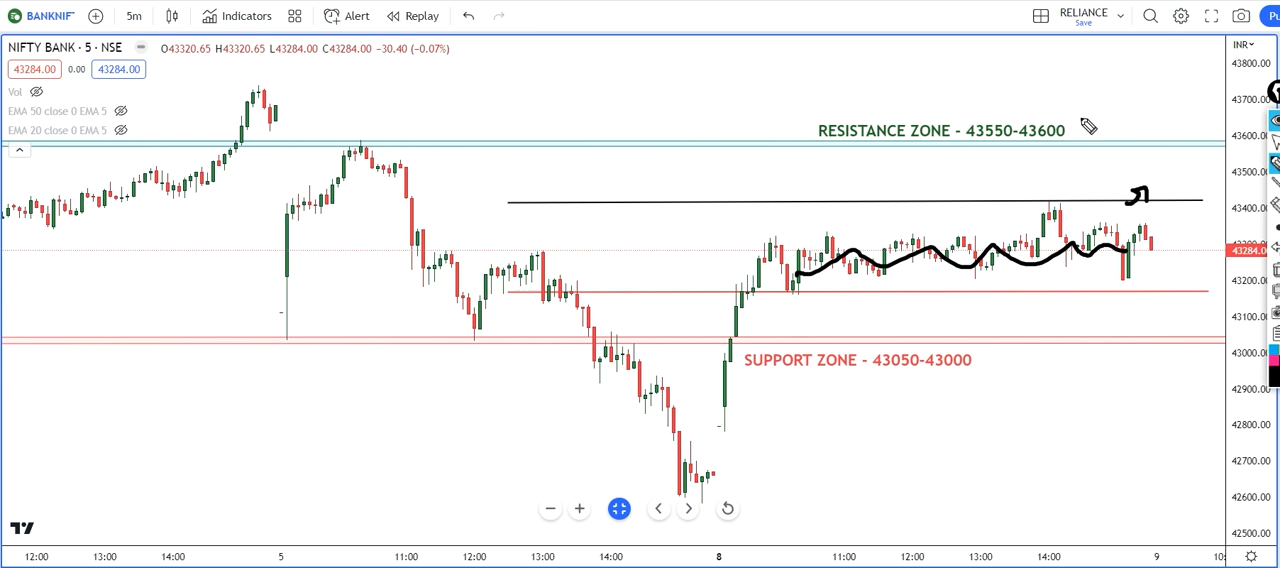 BANKNIF
5m
Indicators
Alert
Replay
RELIANCE
Save
NIFTY BANK · 5 · NSE
O43320.65 H43320.65 L43284.00 C43284.00 −30.40 (−0.07%)
43284.00 0.00 43284.00
Vol
EMA 50 close 0 EMA 5
EMA 20 close 0 EMA 5
RESISTANCE ZONE - 43550-43600
SUPPORT ZONE - 43050-43000
INR
43800.00
43700.00
43600.00
43500.00
43400.00
43284.00
43200.00
43100.00
43000.00
42900.00
42800.00
42700.00
42600.00
42500.00
12:00 13:00 14:00 5 11:00 12:00 13:00 14:00 8 11:00 12:00 13:00 14:00 9